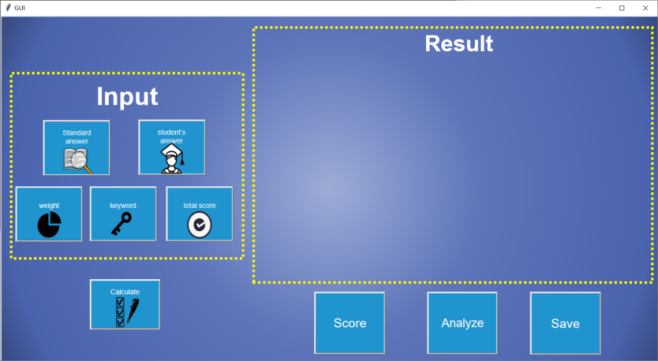 GUI
Result
Input
Standard
answer
student's
answer
weight
keyword
total score
Calculate
Score
Analyze
Save